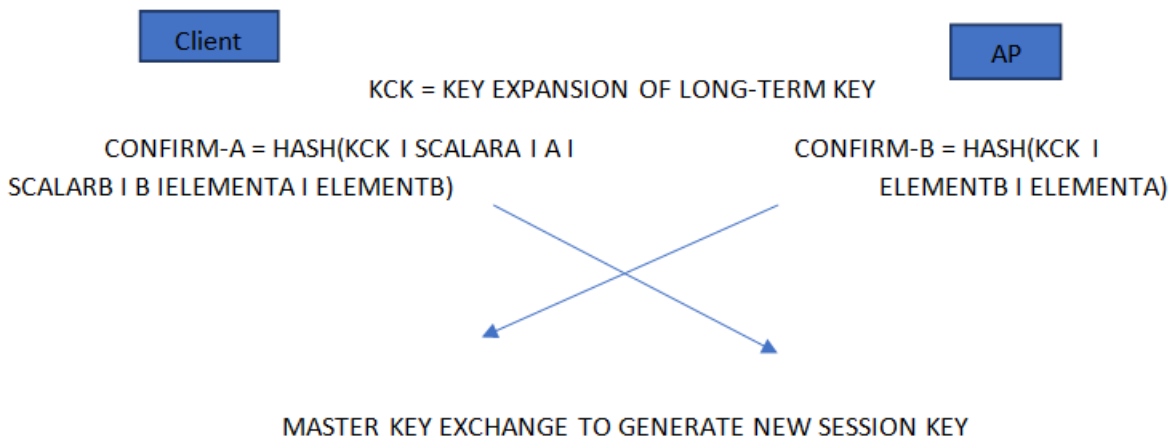 Client
AP
KCK = KEY EXPANSION OF LONG-TERM KEY
CONFIRM-A = HASH(KCK I SCALARA I A I
SCALARB I B IELEMENTA I ELEMENTB)
CONFIRM-B = HASH(KCK I
ELEMENTB I ELEMENTA)
MASTER KEY EXCHANGE TO GENERATE NEW SESSION KEY